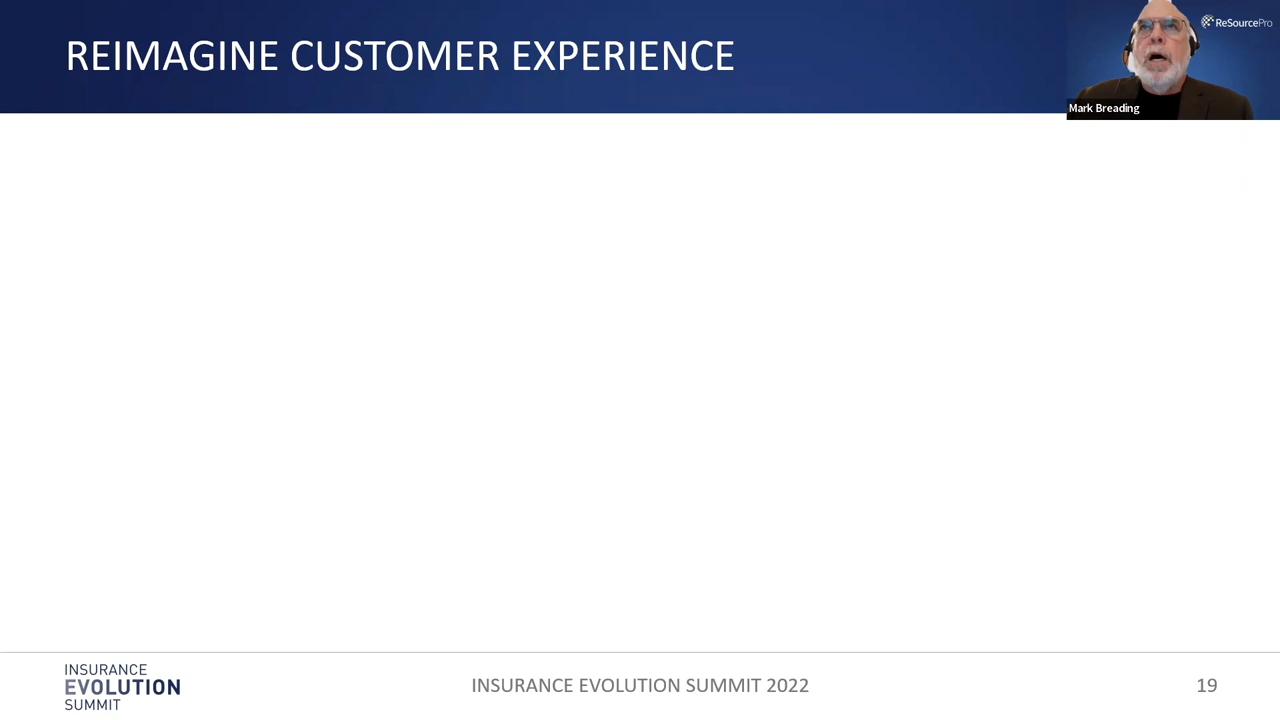 REIMAGINE CUSTOMER EXPERIENCE
ReSourcePro
Mark Breading
INSURANCE
EVOLUTION
SUMMIT
INSURANCE EVOLUTION SUMMIT 2022
19